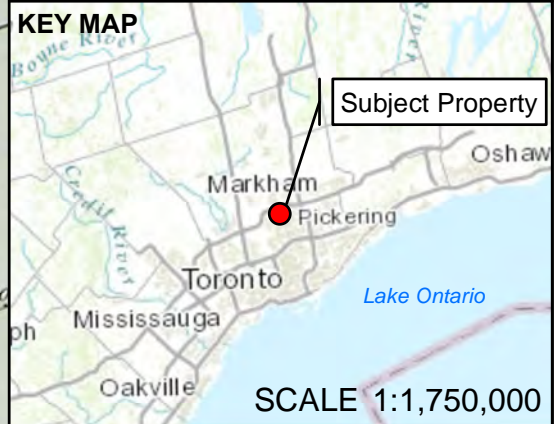 KEY MAP
Boyne River
River
Subject Property
Oshaw
Markham
Credit River
Pickering
Toronto
Lake Ontario
ph
Mississauga
Oakville
SCALE 1:1,750,000